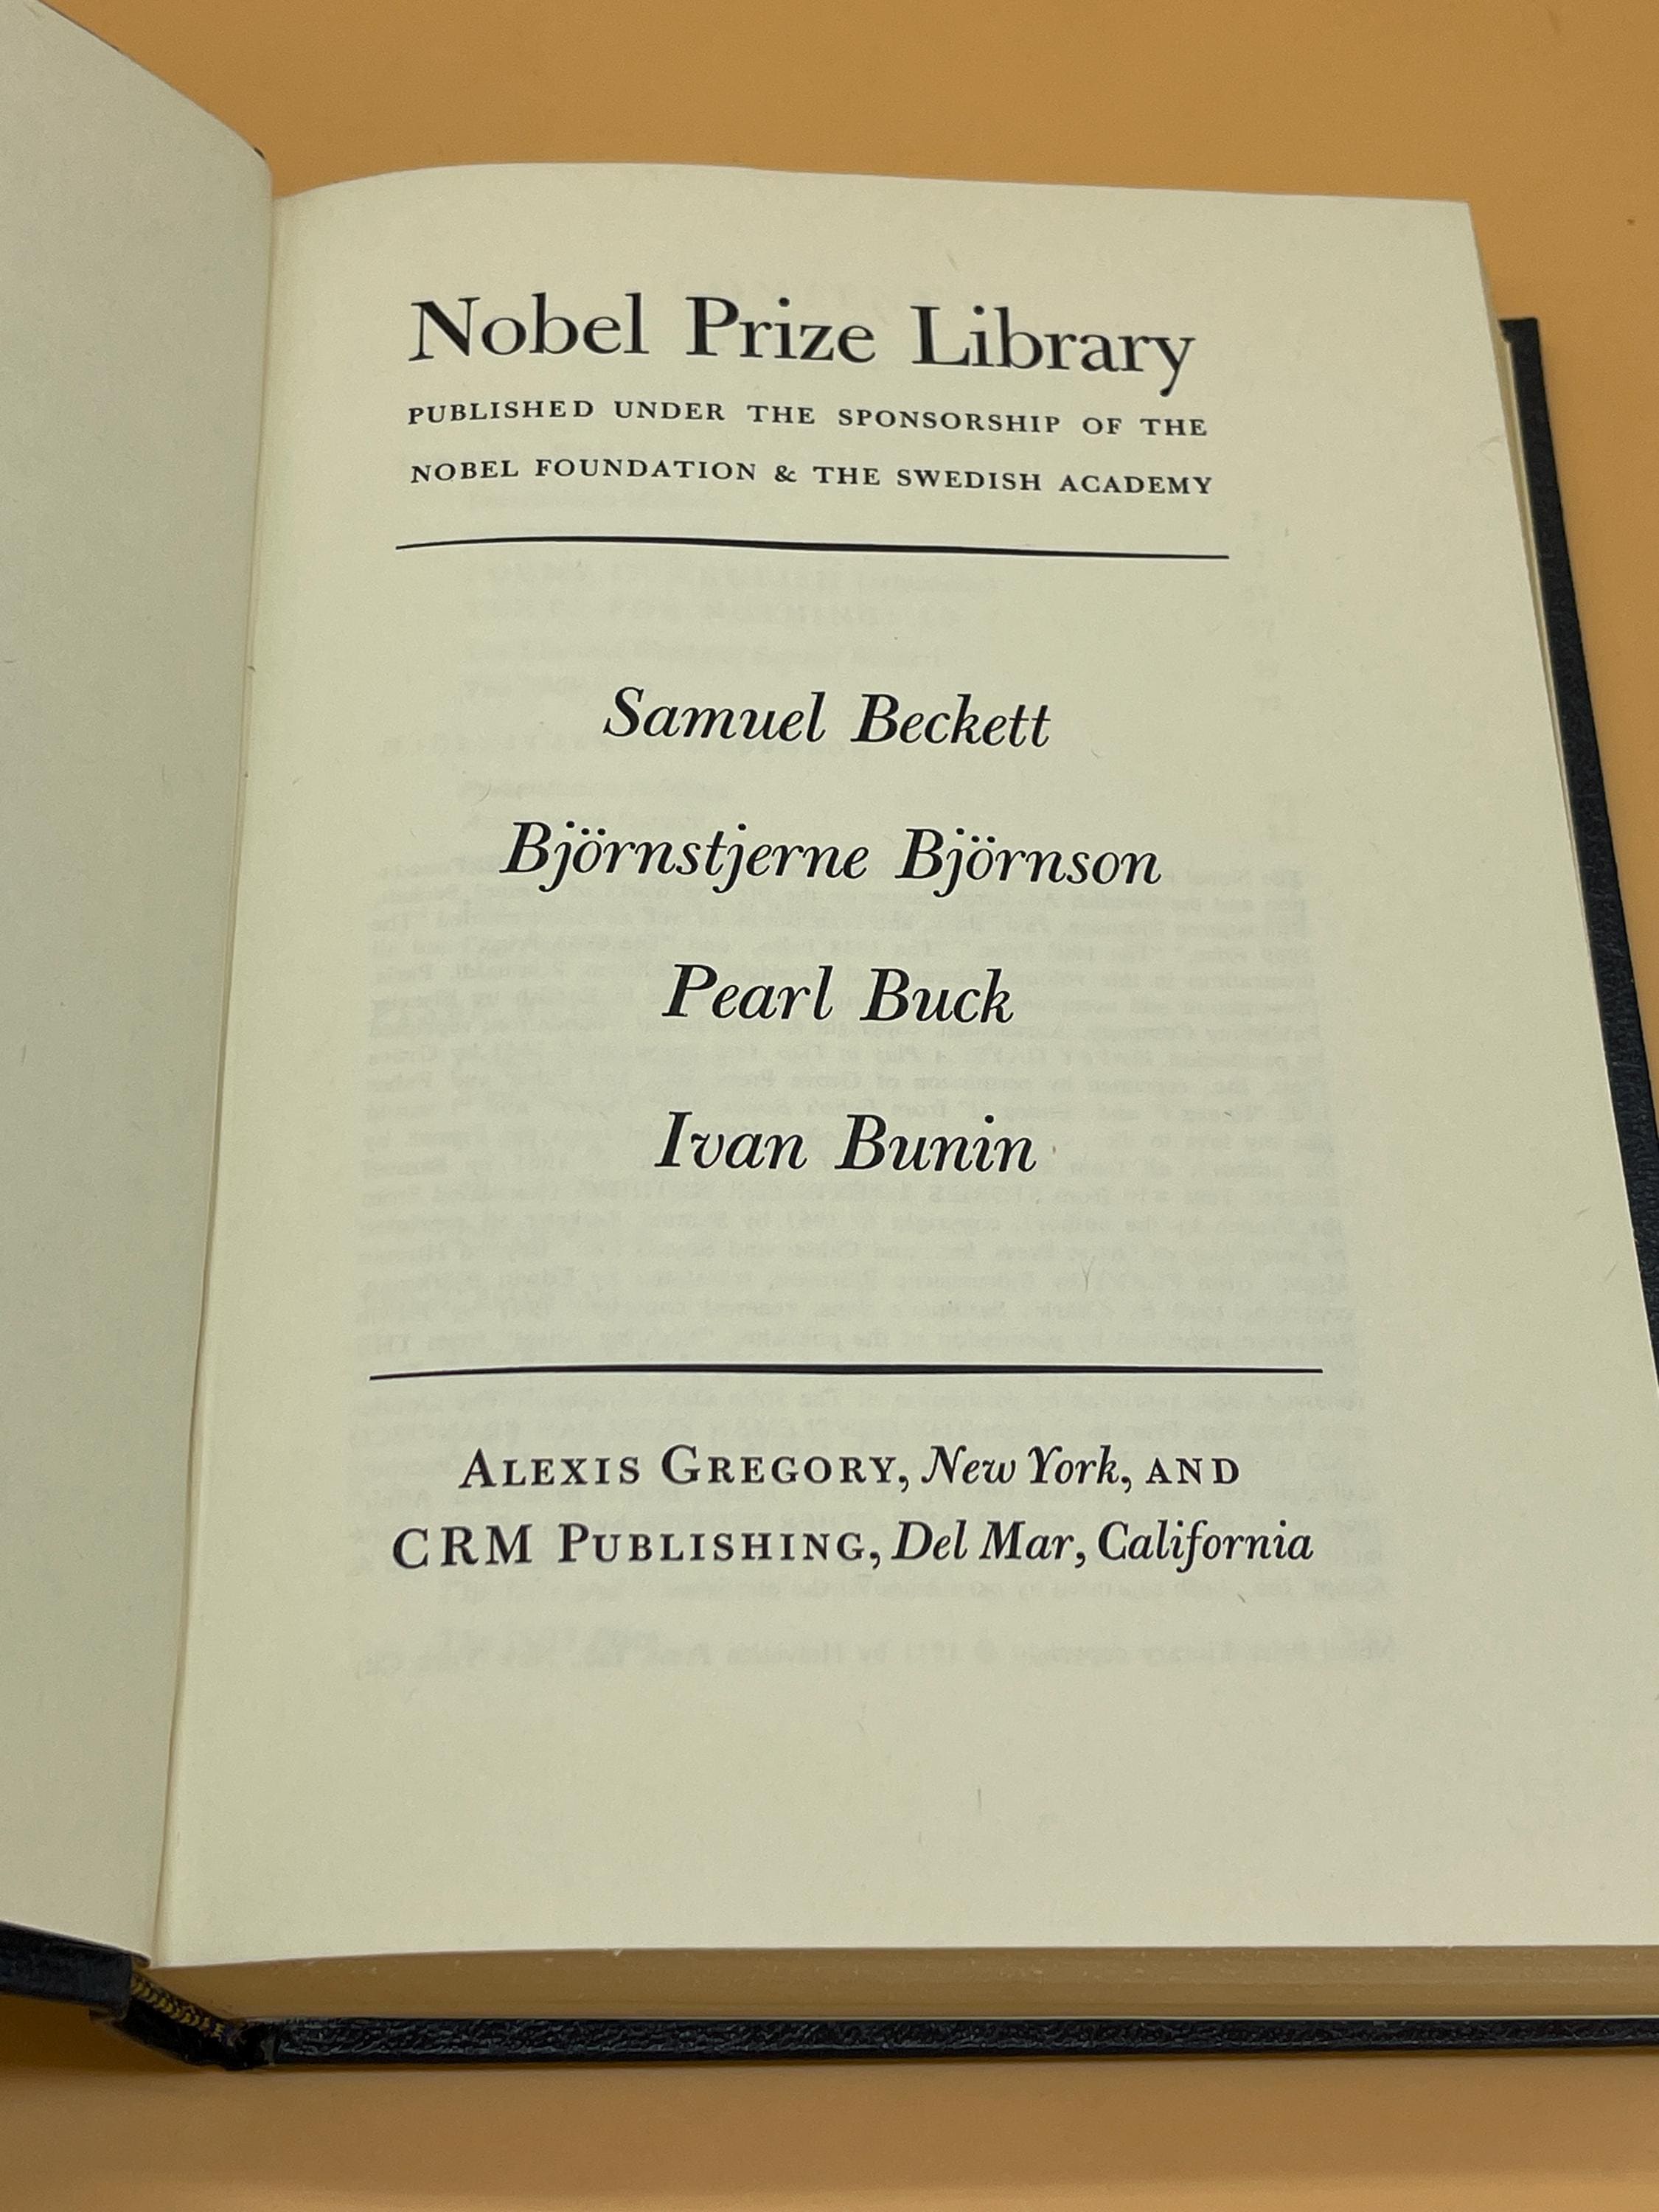 Nobel Prize Library
PUBLISHED UNDER THE SPONSORSHIP OF THE
NOBEL FOUNDATION & THE SWEDISH ACADEMY
Samuel Beckett
Björnstjerne Björnson
Pearl Buck
Ivan Bunin
ALEXIS GREGORY, New York, AND
CRM PUBLISHING, Del Mar, California